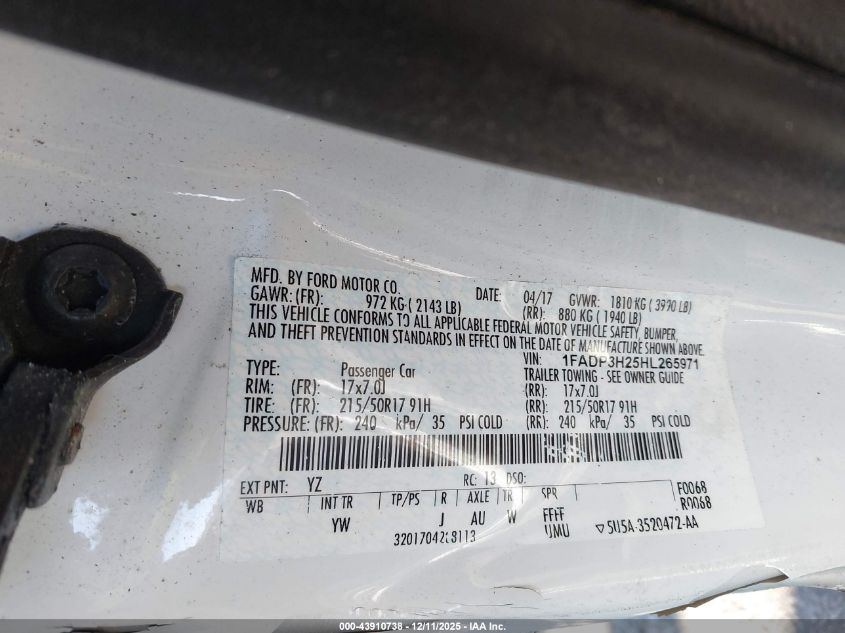 MFD. BY FORD MOTOR CO.
DATE: 04/17 GVWR: 1810 KG ( 3990 LB)
GAWR: (FR): 972 KG ( 2143 LB) (RR): 880 KG ( 1940 LB)
THIS VEHICLE CONFORMS TO ALL APPLICABLE FEDERAL MOTOR VEHICLE SAFETY, BUMPER,
AND THEFT PREVENTION STANDARDS IN EFFECT ON THE DATE OF MANUFACTURE SHOWN ABOVE.
VIN: 1FADP3H25HL265971
TYPE: Passenger Car TRAILER TOWING - SEE OWNER GUIDE
RIM: (FR): 17x7.0J (RR): 17x7.0J
TIRE: (FR): 215/50R17 91H (RR): 215/50R17 91H
PRESSURE: (FR): 240 kPa/ 35 PSI COLD (RR): 240 kPa/ 35 PSI COLD
EXT PNT: YZ RC: 13 DSO: F0068
WB INT TR TP/PS R AXLE TR SPR R0068
YW J AU W
UMU
3201704 8113 5U5A-3520472-AA
000-43910738 - 12/11/2025 - IAA Inc.